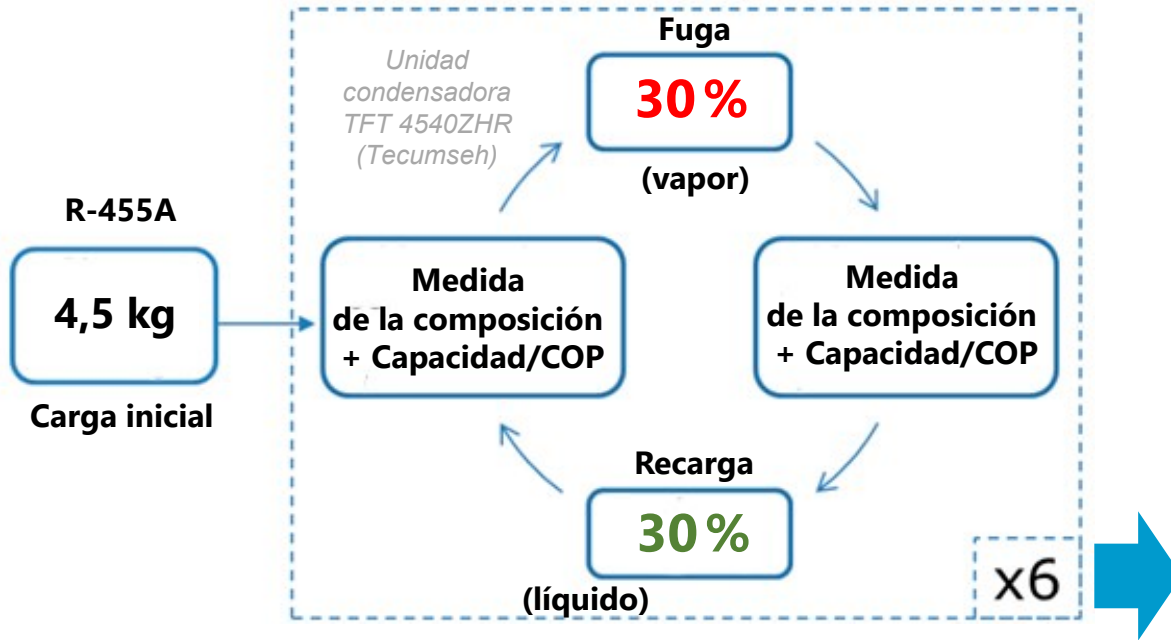 Fuga
30 %
(vapor)
Unidad
condensadora
TFT 4540ZHR
(Tecumseh)
R-455A
4,5 kg
Carga inicial
Medida
de la composición
+ Capacidad/COP
Medida
de la composición
+ Capacidad/COP
Recarga
30 %
(líquido)
x6